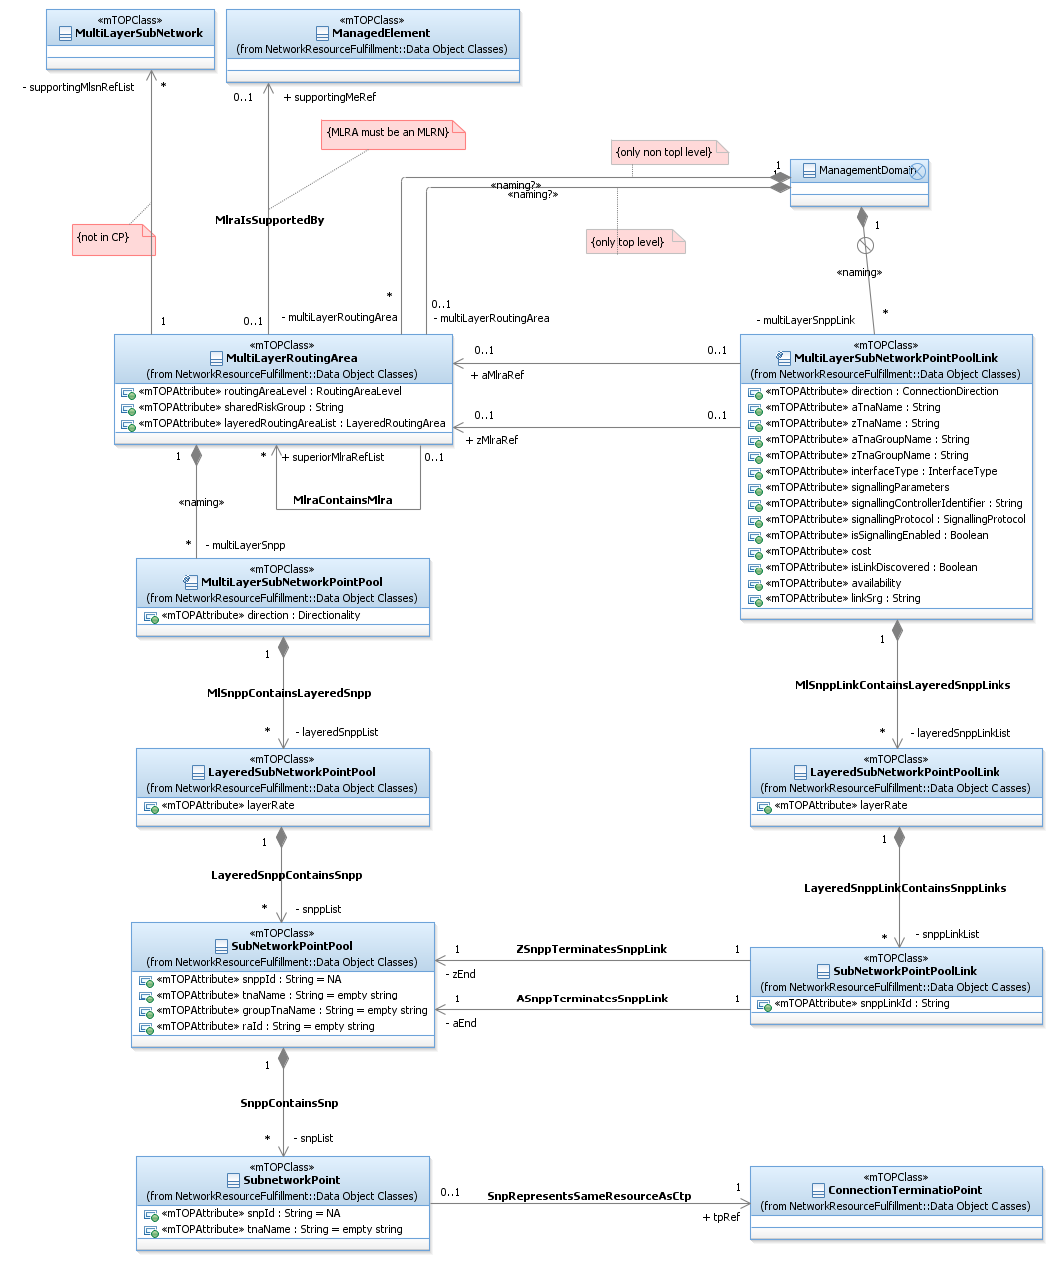 «mTOPClass»
MultiLayerSubNetwork
«mTOPClass»
ManagedElement
(from NetworkResourceFulfillment::Data Object Classes)
- supportingMlsnRefList
*
0..1
+ supportingMeRef
{MLRA must be an MLRN}
{only non topl level}
1
1
ManagementDomain
«naming?»
«naming?»
MlraIsSupportedBy
{not in CP}
{only top level}
1
«naming»
*
0..1
1
0..1
- multiLayerRoutingArea
- multiLayerRoutingArea
- multiLayerSnppLink
*
«mTOPClass»
MultiLayerRoutingArea
(from NetworkResourceFulfillment::Data Object Classes)
«mTOPAttribute» routingAreaLevel : RoutingAreaLevel
«mTOPAttribute» sharedRiskGroup : String
«mTOPAttribute» layeredRoutingAreaList : LayeredRoutingArea
0..1
0..1
+ aMlraRef
0..1
0..1
+ zMlraRef
«mTOPClass»
MultiLayerSubNetworkPointPoolLink
(from NetworkResourceFulfillment::Data Object Classes)
«mTOPAttribute» direction : ConnectionDirection
«mTOPAttribute» aTnaName : String
«mTOPAttribute» zTnaName : String
«mTOPAttribute» aTnaGroupName : String
«mTOPAttribute» zTnaGroupName : String
«mTOPAttribute» interfaceType : InterfaceType
«mTOPAttribute» signallingParameters
«mTOPAttribute» signallingControllerIdentifier : String
«mTOPAttribute» signallingProtocol : SignallingProtocol
«mTOPAttribute» isSignallingEnabled : Boolean
«mTOPAttribute» cost
«mTOPAttribute» isLinkDiscovered : Boolean
«mTOPAttribute» availability
«mTOPAttribute» linkSrg : String
1
*
+ superiorMlraRefList
0..1
«naming»
MlraContainsMlra
*
- multiLayerSnpp
«mTOPClass»
MultiLayerSubNetworkPointPool
(from NetworkResourceFulfillment::Data Object Classes)
«mTOPAttribute» direction : Directionality
1
1
MlSnppContainsLayeredSnpp
MlSnppLinkContainsLayeredSnppLinks
*
- layeredSnppList
*
- layeredSnppLinkList
«mTOPClass»
LayeredSubNetworkPointPool
(from NetworkResourceFulfillment::Data Object Classes)
«mTOPAttribute» layerRate
«mTOPClass»
LayeredSubNetworkPointPoolLink
(from NetworkResourceFulfillment::Data Object Classes)
«mTOPAttribute» layerRate
1
1
LayeredSnppContainsSnpp
LayeredSnppLinkContainsSnppLinks
*
- snppList
*
- snppLinkList
«mTOPClass»
SubNetworkPointPool
(from NetworkResourceFulfillment::Data Object Classes)
«mTOPAttribute» snppId : String = NA
«mTOPAttribute» tnaName : String = empty string
«mTOPAttribute» groupTnaName : String = empty string
«mTOPAttribute» raId : String = empty string
1
ZSnppTerminatesSnppLink
1
- zEnd
1
ASnppTerminatesSnppLink
1
- aEnd
«mTOPClass»
SubNetworkPointPoolLink
(from NetworkResourceFulfillment::Data Object Classes)
«mTOPAttribute» snppLinkId : String
1
SnppContainsSnp
*
- snpList
«mTOPClass»
SubnetworkPoint
(from NetworkResourceFulfillment::Data Object Classes)
«mTOPAttribute» snpId : String = NA
«mTOPAttribute» tnaName : String = empty string
0..1
SnpRepresentsSameResourceAsCtp
1
+ tpRef
«mTOPClass»
ConnectionTerminatioPoint
(from NetworkResourceFulfillment::Data Object Classes)